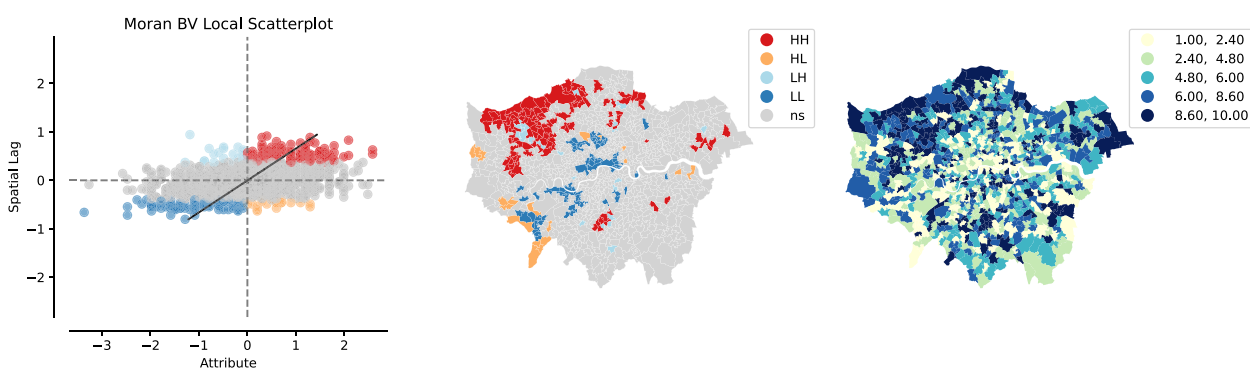 Moran BV Local Scatterplot
Spatial Lag
2
1
0
−1
−2
−3
−2
−1
0
1
2
Attribute
HH
HL
LH
LL
ns
1.00, 2.40
2.40, 4.80
4.80, 6.00
6.00, 8.60
8.60, 10.00